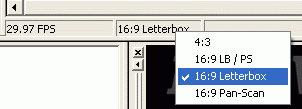 29.97 FPS
16:9 Letterbox
4:3
16:9 LB / PS
16:9 Letterbox
16:9 Pan-Scan